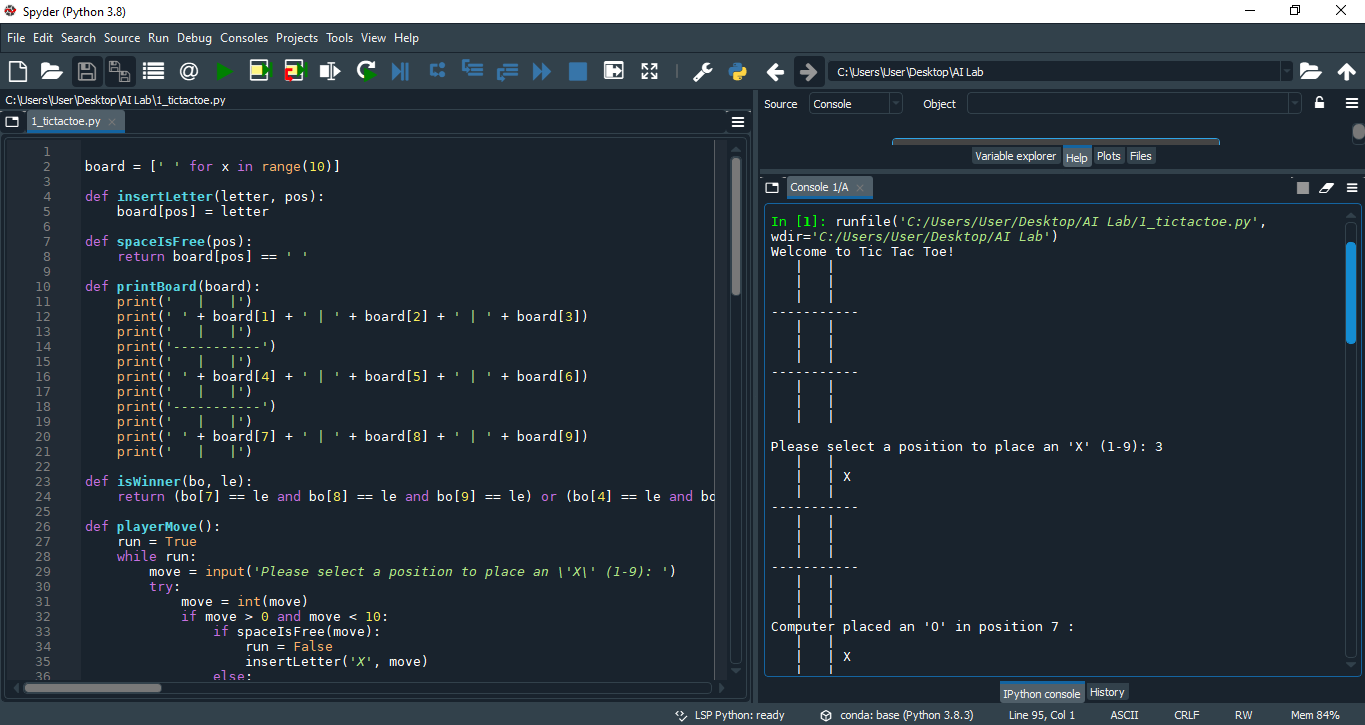 Spyder (Python 3.8)
File Edit Search Source Run Debug Consoles Projects Tools View Help
C:\Users\User\Desktop\AI Lab
C:\Users\User\Desktop\AI Lab\1_tictactoe.py
1_tictactoe.py
1
2 board = [' ' for x in range(10)]
3
4 def insertLetter(letter, pos):
5     board[pos] = letter
6
7 def spaceIsFree(pos):
8     return board[pos] == ' '
9
10 def printBoard(board):
11     print('   |   |')
12     print(' ' + board[1] + ' | ' + board[2] + ' | ' + board[3])
13     print('   |   |')
14     print('-----------')
15     print('   |   |')
16     print(' ' + board[4] + ' | ' + board[5] + ' | ' + board[6])
17     print('   |   |')
18     print('-----------')
19     print('   |   |')
20     print(' ' + board[7] + ' | ' + board[8] + ' | ' + board[9])
21     print('   |   |')
22
23 def isWinner(bo, le):
24     return (bo[7] == le and bo[8] == le and bo[9] == le) or (bo[4] == le and bo
25
26 def playerMove():
27     run = True
28     while run:
29         move = input('Please select a position to place an \'X\' (1-9): ')
30         try:
31             move = int(move)
32             if move > 0 and move < 10:
33                 if spaceIsFree(move):
34                     run = False
35                     insertLetter('X', move)
36                 else:
Source Console Object
Variable explorer Help Plots Files
Console 1/A
In [1]: runfile('C:/Users/User/Desktop/AI Lab/1_tictactoe.py',
wdir='C:/Users/User/Desktop/AI Lab')
Welcome to Tic Tac Toe!
   |   |
   |   |
   |   |
-----------
   |   |
   |   |
   |   |
-----------
   |   |
   |   |
   |   |
Please select a position to place an 'X' (1-9): 3
   |   |
   |   | X
   |   |
-----------
   |   |
   |   |
   |   |
-----------
   |   |
   |   |
   |   |
Computer placed an 'O' in position 7 :
   |   |
   |   | X
   |   |
IPython console History
LSP Python: ready conda: base (Python 3.8.3) Line 95, Col 1 ASCII CRLF RW Mem 84%